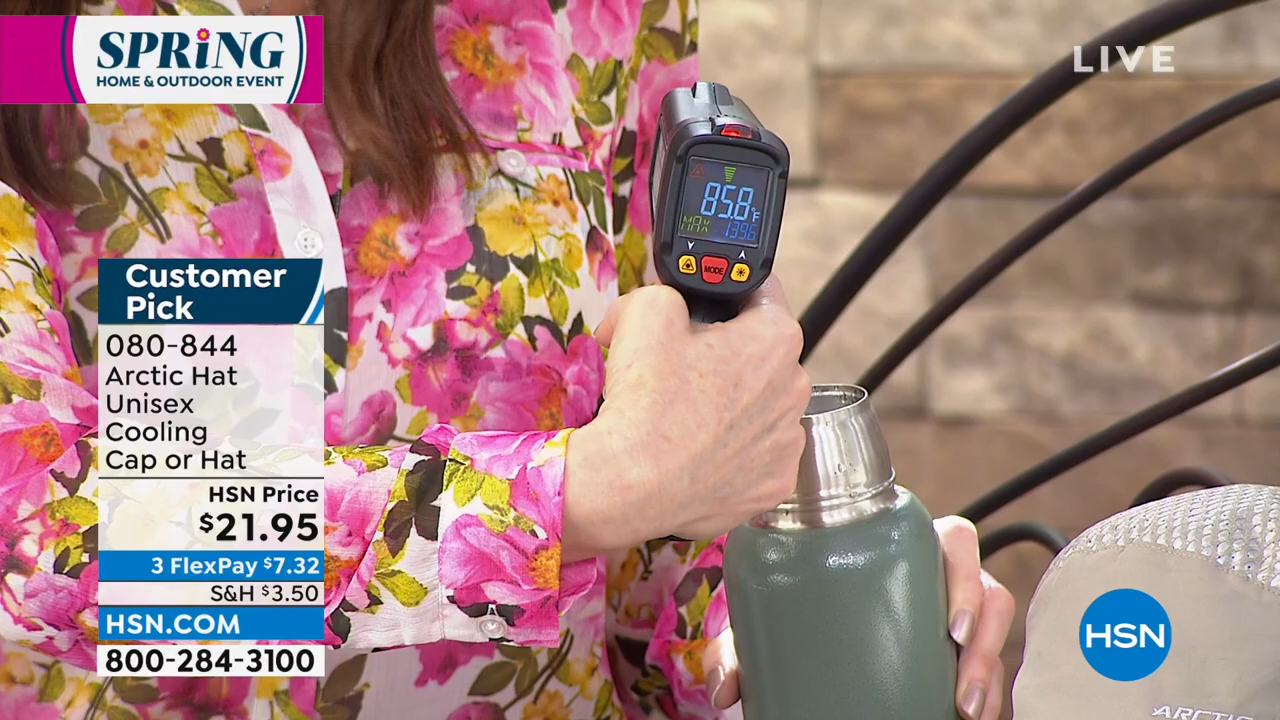 SPRiNG
HOME & OUTDOOR EVENT
LIVE
85.8 °F
MAX 139.6
MODE
Customer
Pick
080-844
Arctic Hat
Unisex
Cooling
Cap or Hat
HSN Price
$21.95
3 FlexPay $7.32
S&H $3.50
HSN.COM
800-284-3100
HSN
ARCTIC